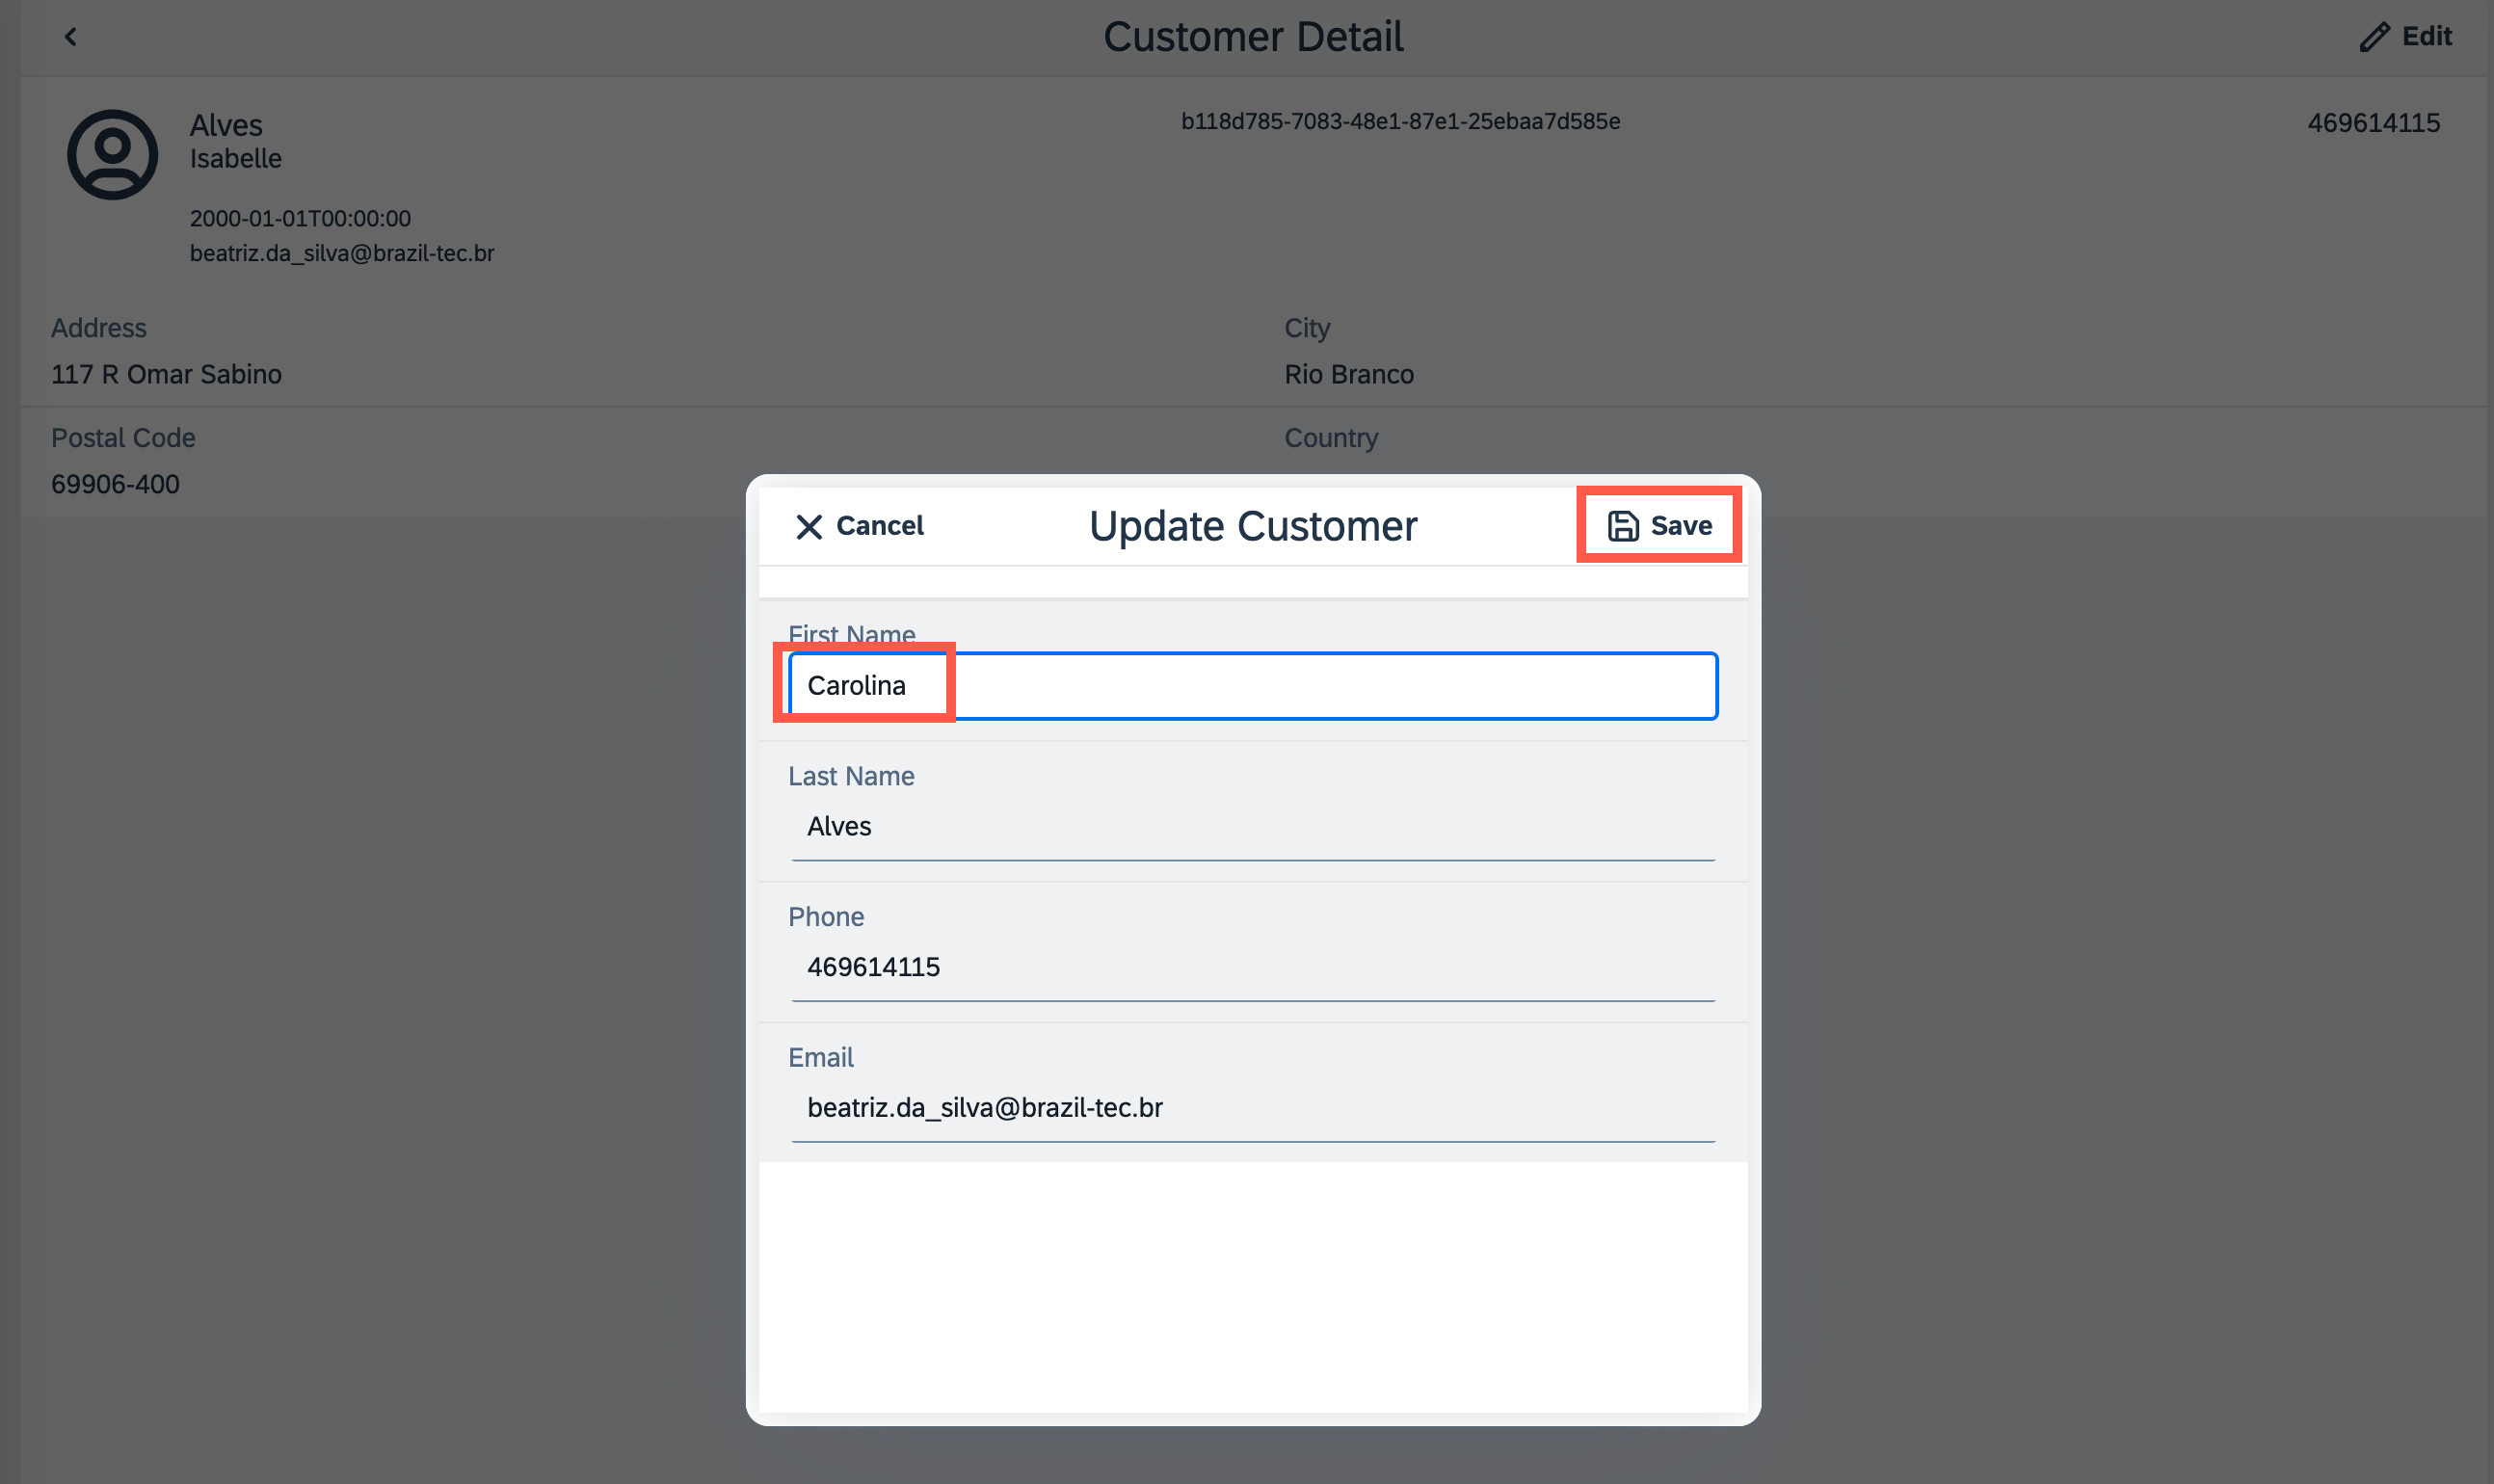 Customer Detail
Edit
Alves
Isabelle
2000-01-01T00:00:00
beatriz.da_silva@brazil-tec.br
b118d785-7083-48e1-87e1-25ebaa7d585e
469614115
Address
117 R Omar Sabino
City
Rio Branco
Postal Code
69906-400
Country
Cancel
Update Customer
Save
First Name
Carolina
Last Name
Alves
Phone
469614115
Email
beatriz.da_silva@brazil-tec.br